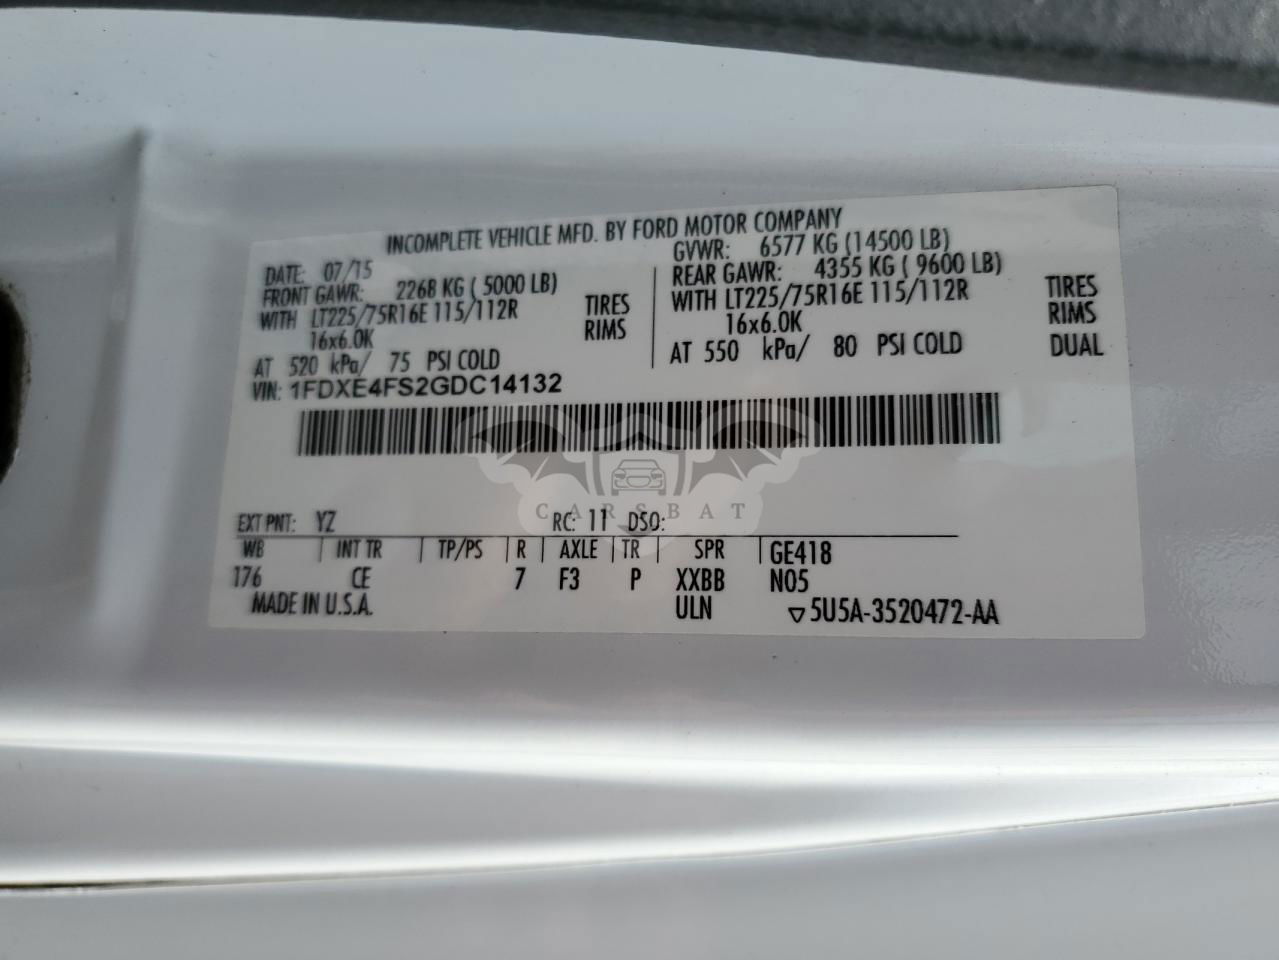 INCOMPLETE VEHICLE MFD. BY FORD MOTOR COMPANY
DATE: 07/15 GVWR: 6577 KG (14500 LB)
FRONT GAWR: 2268 KG ( 5000 LB) REAR GAWR: 4355 KG ( 9600 LB)
WITH LT225/75R16E 115/112R TIRES WITH LT225/75R16E 115/112R TIRES
16x6.0K RIMS 16x6.0K RIMS
AT 520 kPa/ 75 PSI COLD AT 550 kPa/ 80 PSI COLD DUAL
VIN: 1FDXE4FS2GDC14132
CARSBAT
EXT PNT: YZ RC: 11 DSO:
WB INT TR TP/PS R AXLE TR SPR GE418
176 CE 7 F3 P XXBB N05
MADE IN U.S.A. ULN ▽5U5A-3520472-AA